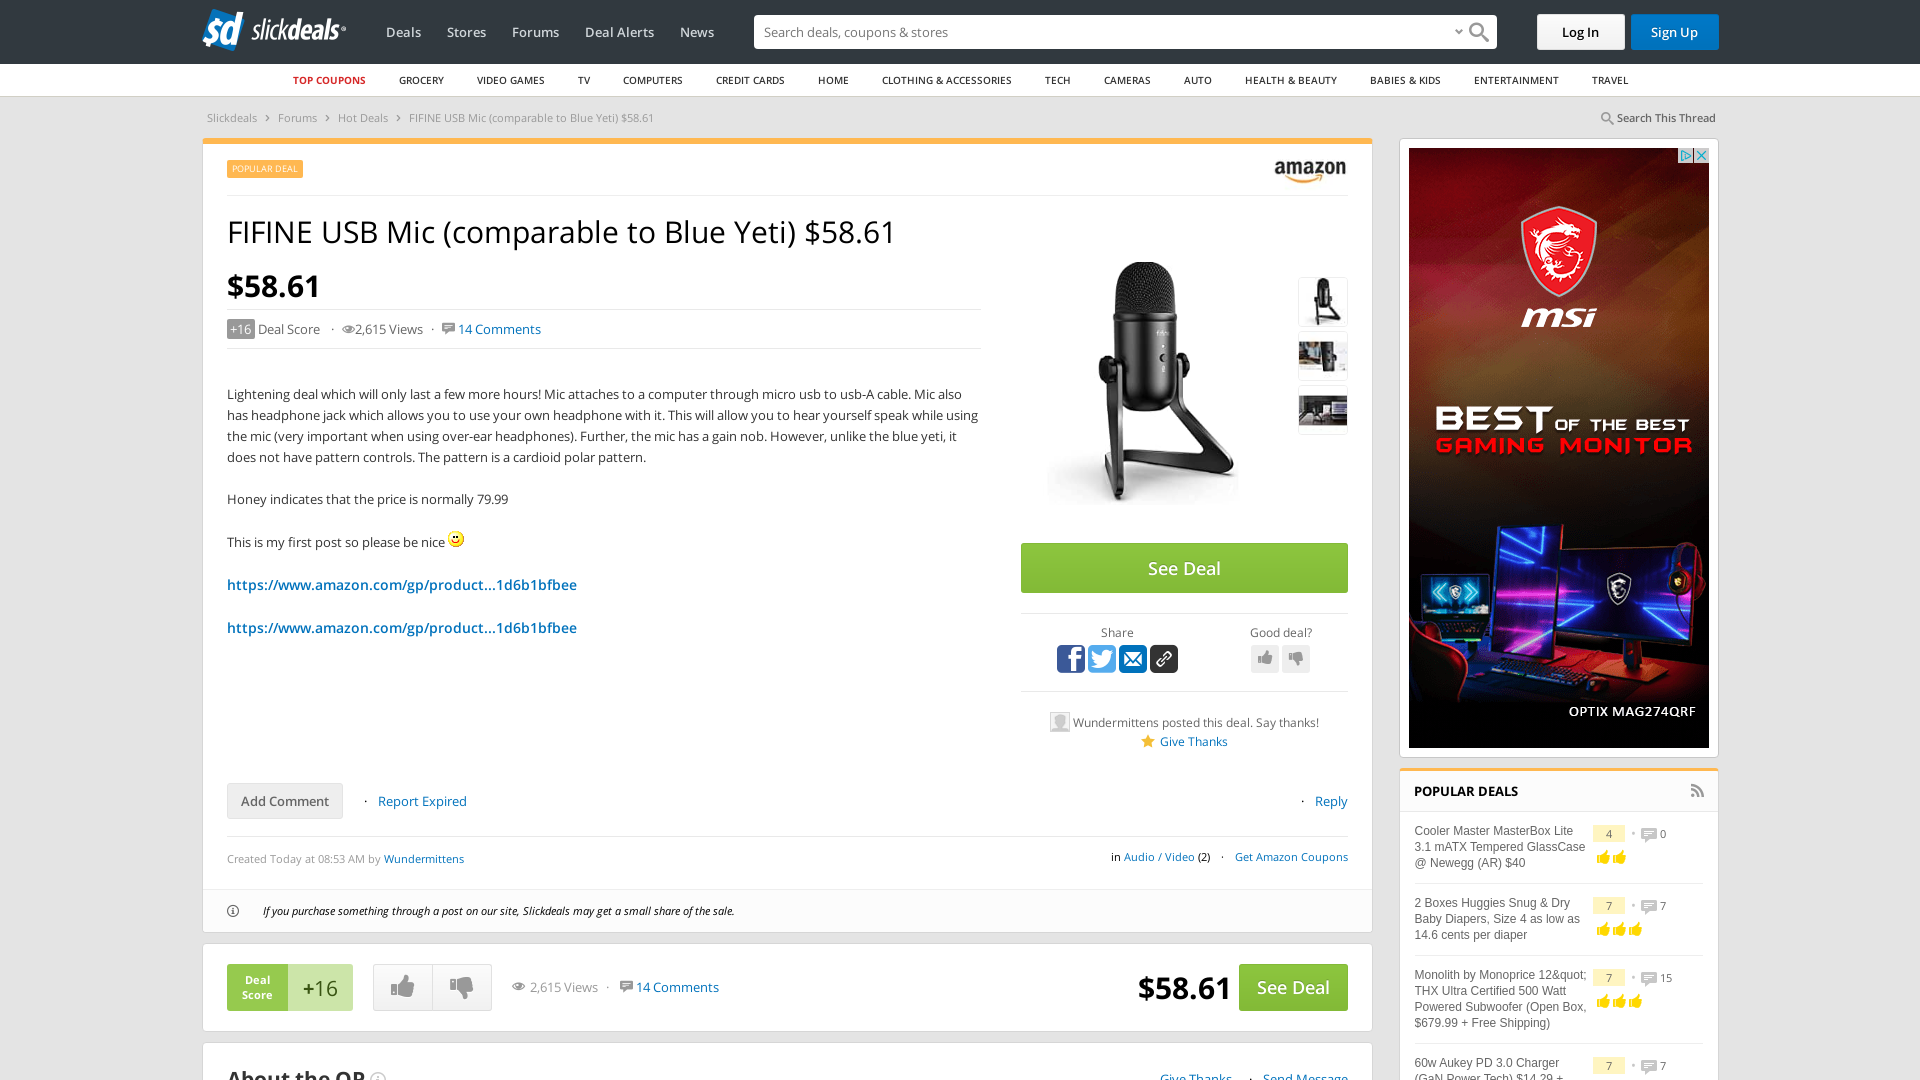 sd slickdeals
Deals
Stores
Forums
Deal Alerts
News
Search deals, coupons & stores
Log In
Sign Up
TOP COUPONS
GROCERY
VIDEO GAMES
TV
COMPUTERS
CREDIT CARDS
HOME
CLOTHING & ACCESSORIES
TECH
CAMERAS
AUTO
HEALTH & BEAUTY
BABIES & KIDS
ENTERTAINMENT
TRAVEL
Slickdeals › Forums › Hot Deals › FIFINE USB Mic (comparable to Blue Yeti) $58.61
Search This Thread
POPULAR DEAL
amazon
FIFINE USB Mic (comparable to Blue Yeti) $58.61
$58.61
+16 Deal Score · 2,615 Views · 14 Comments
Lightening deal which will only last a few more hours! Mic attaches to a computer through micro usb to usb-A cable. Mic also
has headphone jack which allows you to use your own headphone with it. This will allow you to hear yourself speak while using
the mic (very important when using over-ear headphones). Further, the mic has a gain nob. However, unlike the blue yeti, it
does not have pattern controls. The pattern is a cardioid polar pattern.
Honey indicates that the price is normally 79.99
This is my first post so please be nice
https://www.amazon.com/gp/product...1d6b1bfbee
https://www.amazon.com/gp/product...1d6b1bfbee
fifine
See Deal
Share
Good deal?
Wundermittens posted this deal. Say thanks!
Give Thanks
Add Comment · Report Expired
· Reply
Created Today at 08:53 AM by Wundermittens
in Audio / Video (2) · Get Amazon Coupons
If you purchase something through a post on our site, Slickdeals may get a small share of the sale.
Deal
Score
+16
2,615 Views · 14 Comments
$58.61
See Deal
About the OP
Give Thanks · Send Message
msi
BEST OF THE BEST
GAMING MONITOR
OPTIX MAG274QRF
POPULAR DEALS
Cooler Master MasterBox Lite
3.1 mATX Tempered GlassCase
@ Newegg (AR) $40
4 • 0
2 Boxes Huggies Snug & Dry
Baby Diapers, Size 4 as low as
14.6 cents per diaper
7 • 7
Monolith by Monoprice 12&quot;
THX Ultra Certified 500 Watt
Powered Subwoofer (Open Box,
$679.99 + Free Shipping)
7 • 15
60w Aukey PD 3.0 Charger
(GaN Power Tech) $14.29 +
7 • 7